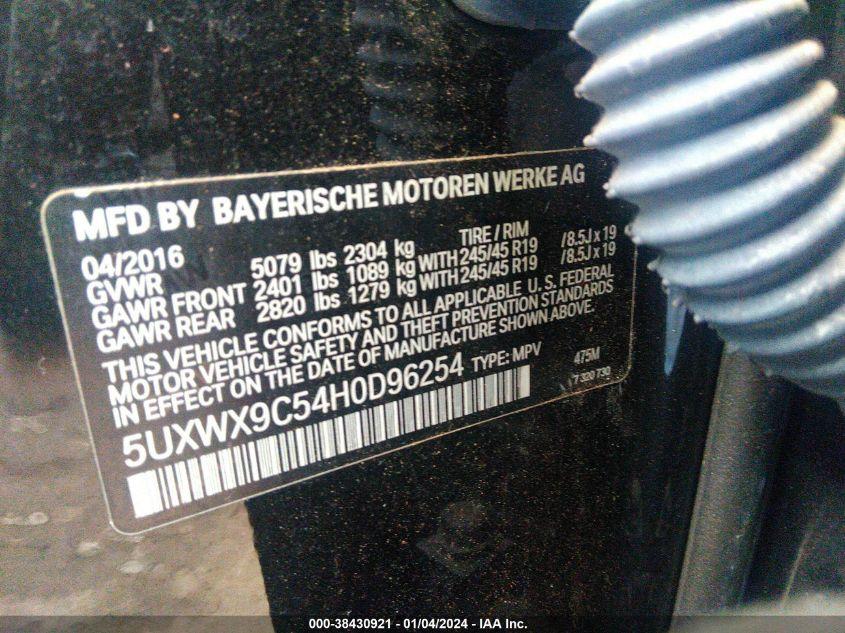 MFD BY BAYERISCHE MOTOREN WERKE AG
04/2016 TIRE / RIM
GVWR 5079 lbs 2304 kg
GAWR FRONT 2401 lbs 1089 kg WITH 245/45 R19 / 8.5J x 19
GAWR REAR 2820 lbs 1279 kg WITH 245/45 R19 / 8.5J x 19
THIS VEHICLE CONFORMS TO ALL APPLICABLE U. S. FEDERAL
MOTOR VEHICLE SAFETY AND THEFT PREVENTION STANDARDS
IN EFFECT ON THE DATE OF MANUFACTURE SHOWN ABOVE.
5UXWX9C54H0D96254 TYPE: MPV 475M
7 320 730
000-38430921 / 01/04/2024 - IAA Inc.